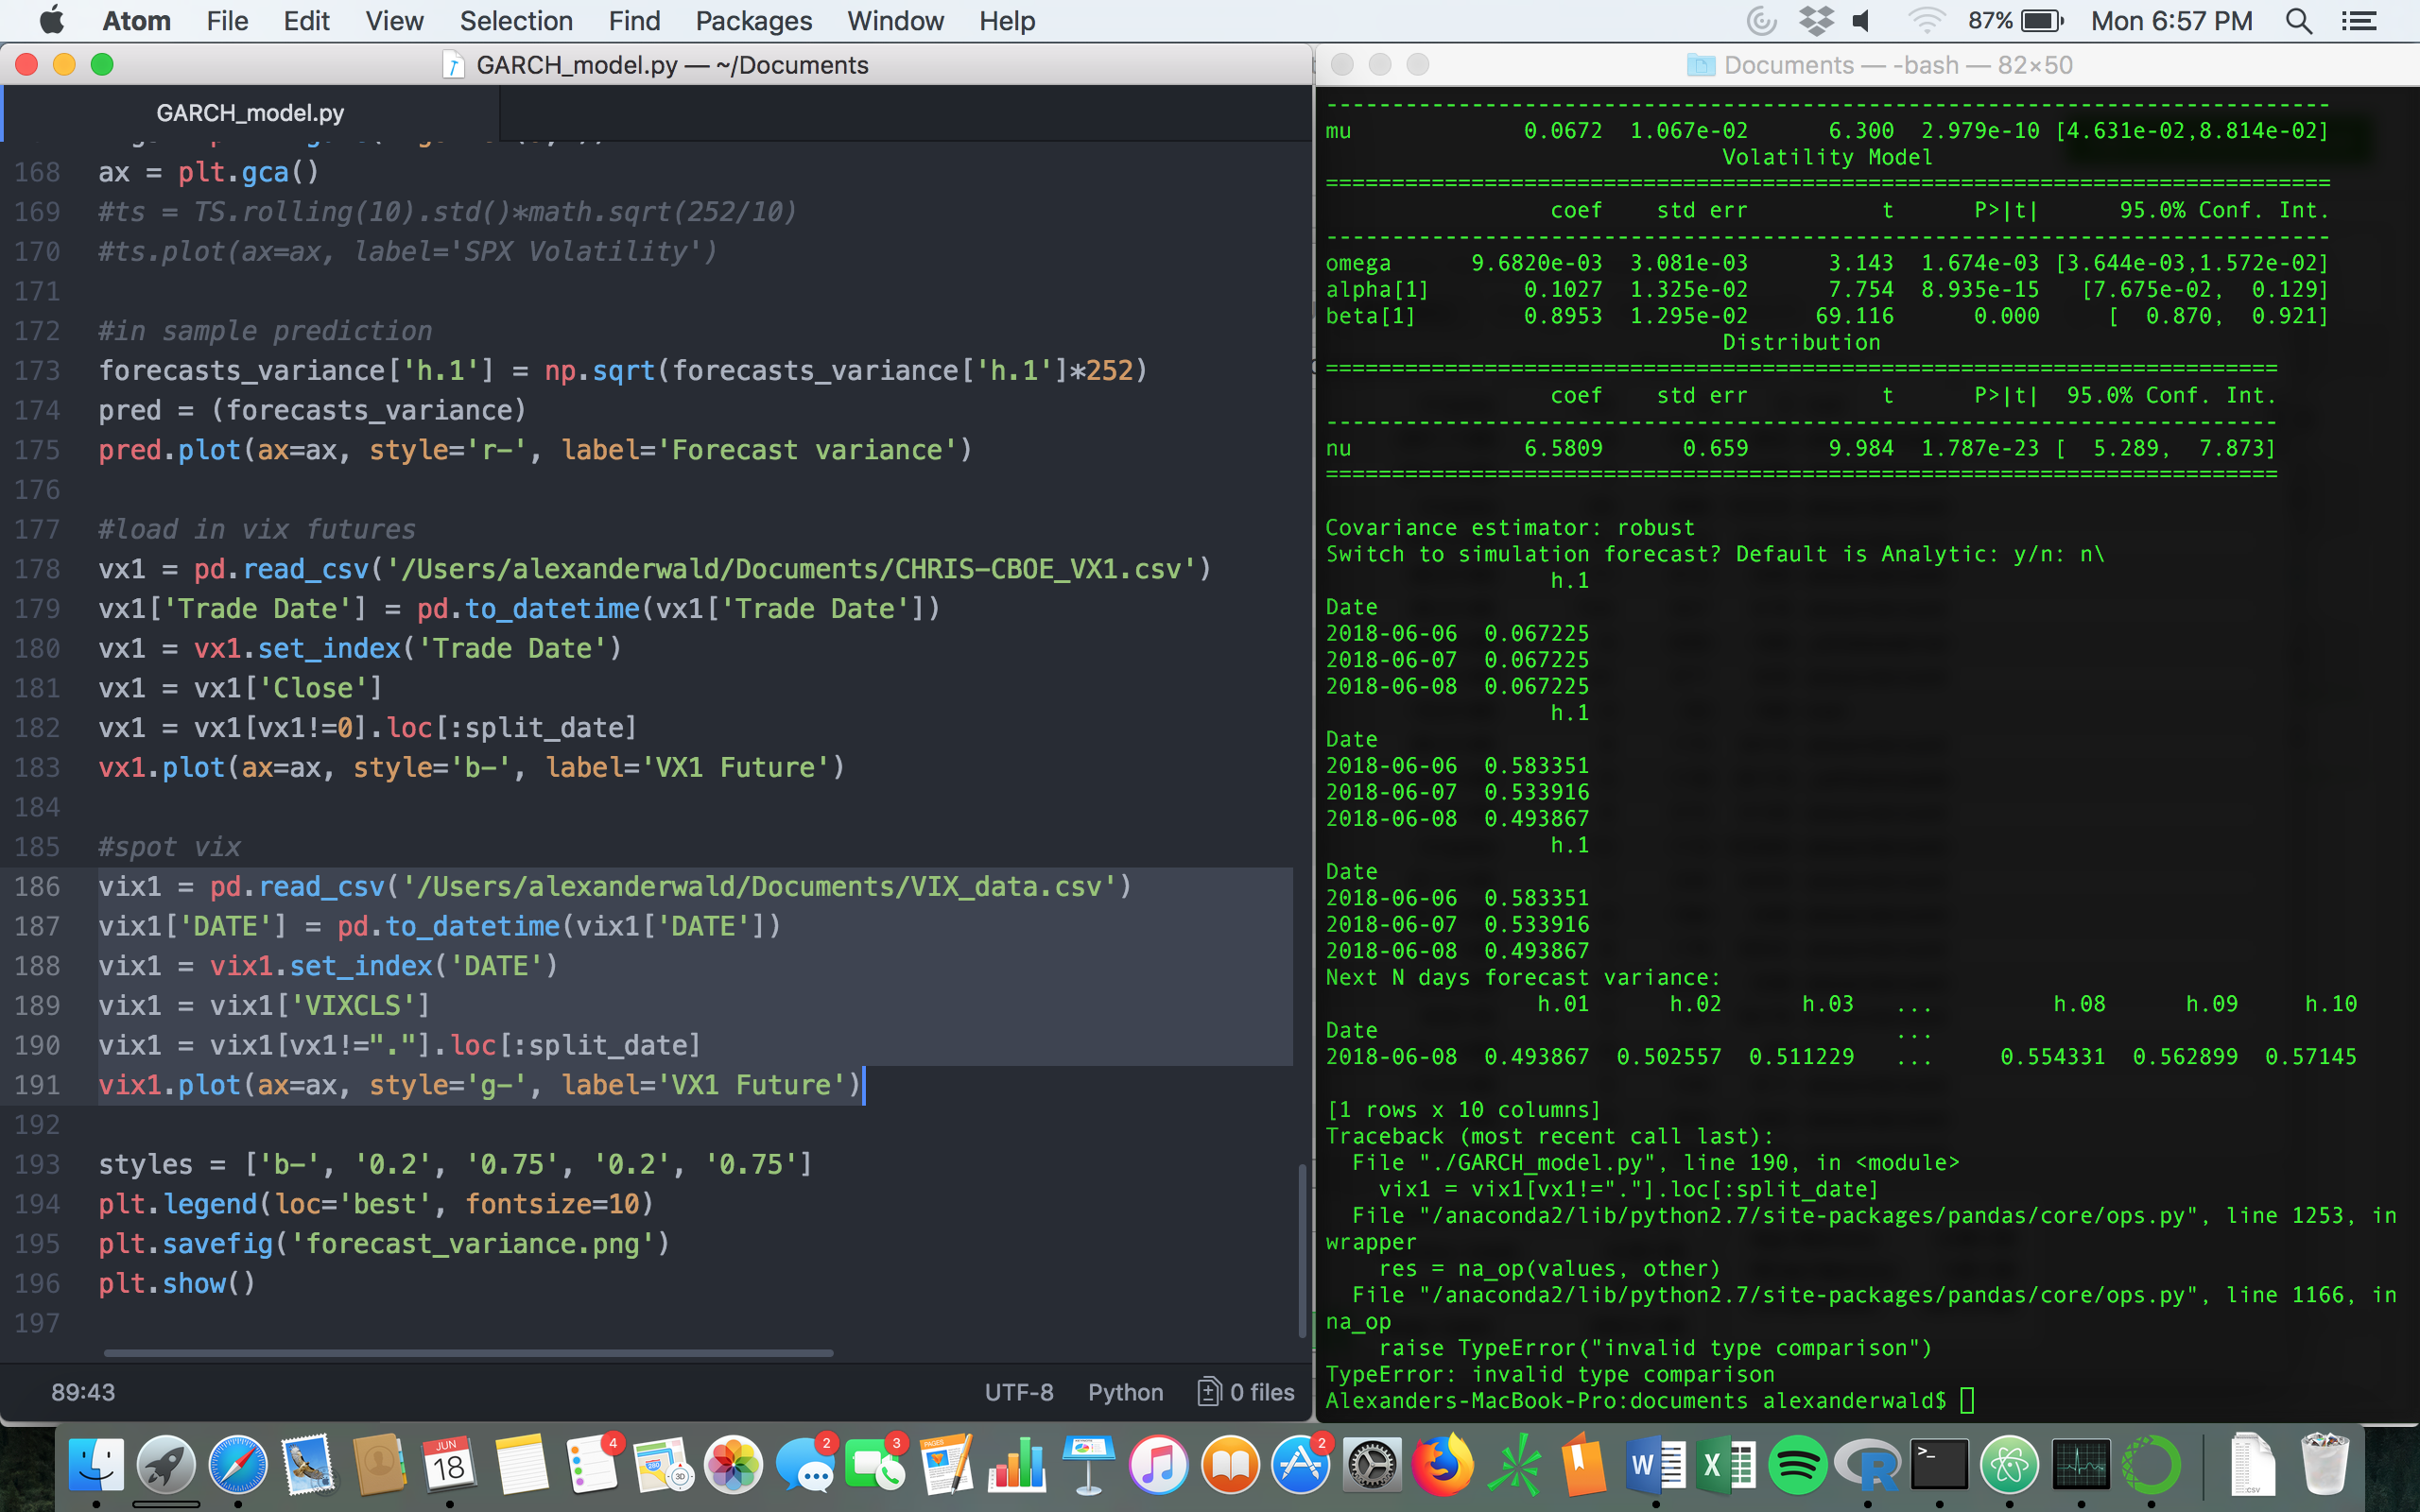 Atom File Edit View Selection Find Packages Window Help 87% Mon 6:57 PM
GARCH_model.py — ~/Documents
GARCH_model.py
168 ax = plt.gca()
169 #ts = TS.rolling(10).std()*math.sqrt(252/10)
170 #ts.plot(ax=ax, label='SPX Volatility')
171
172 #in sample prediction
173 forecasts_variance['h.1'] = np.sqrt(forecasts_variance['h.1']*252)
174 pred = (forecasts_variance)
175 pred.plot(ax=ax, style='r-', label='Forecast variance')
176
177 #load in vix futures
178 vx1 = pd.read_csv('/Users/alexanderwald/Documents/CHRIS-CBOE_VX1.csv')
179 vx1['Trade Date'] = pd.to_datetime(vx1['Trade Date'])
180 vx1 = vx1.set_index('Trade Date')
181 vx1 = vx1['Close']
182 vx1 = vx1[vx1!=0].loc[:split_date]
183 vx1.plot(ax=ax, style='b-', label='VX1 Future')
184
185 #spot vix
186 vix1 = pd.read_csv('/Users/alexanderwald/Documents/VIX_data.csv')
187 vix1['DATE'] = pd.to_datetime(vix1['DATE'])
188 vix1 = vix1.set_index('DATE')
189 vix1 = vix1['VIXCLS']
190 vix1 = vix1[vx1!="."].loc[:split_date]
191 vix1.plot(ax=ax, style='g-', label='VX1 Future')
192
193 styles = ['b-', '0.2', '0.75', '0.2', '0.75']
194 plt.legend(loc='best', fontsize=10)
195 plt.savefig('forecast_variance.png')
196 plt.show()
197
89:43 UTF-8 Python 0 files
Documents — -bash — 82×50
--------------------------------------------------------------------------------
mu 0.0672 1.067e-02 6.300 2.979e-10 [4.631e-02,8.814e-02]
Volatility Model
================================================================================
coef std err t P>|t| 95.0% Conf. Int.
--------------------------------------------------------------------------------
omega 9.6820e-03 3.081e-03 3.143 1.674e-03 [3.644e-03,1.572e-02]
alpha[1] 0.1027 1.325e-02 7.754 8.935e-15 [7.675e-02, 0.129]
beta[1] 0.8953 1.295e-02 69.116 0.000 [ 0.870, 0.921]
Distribution
========================================================================
coef std err t P>|t| 95.0% Conf. Int.
------------------------------------------------------------------------
nu 6.5809 0.659 9.984 1.787e-23 [ 5.289, 7.873]
========================================================================
Covariance estimator: robust
Switch to simulation forecast? Default is Analytic: y/n: n\
h.1
Date
2018-06-06 0.067225
2018-06-07 0.067225
2018-06-08 0.067225
h.1
Date
2018-06-06 0.583351
2018-06-07 0.533916
2018-06-08 0.493867
h.1
Date
2018-06-06 0.583351
2018-06-07 0.533916
2018-06-08 0.493867
Next N days forecast variance:
h.01 h.02 h.03 ... h.08 h.09 h.10
Date ...
2018-06-08 0.493867 0.502557 0.511229 ... 0.554331 0.562899 0.57145
[1 rows x 10 columns]
Traceback (most recent call last):
File "./GARCH_model.py", line 190, in <module>
vix1 = vix1[vx1!="."].loc[:split_date]
File "/anaconda2/lib/python2.7/site-packages/pandas/core/ops.py", line 1253, in
wrapper
res = na_op(values, other)
File "/anaconda2/lib/python2.7/site-packages/pandas/core/ops.py", line 1166, in
na_op
raise TypeError("invalid type comparison")
TypeError: invalid type comparison
Alexanders-MacBook-Pro:documents alexanderwald$
JUN
18
4
280
3D
2
3
PAGES
2
W
X
R
>_
.CSV